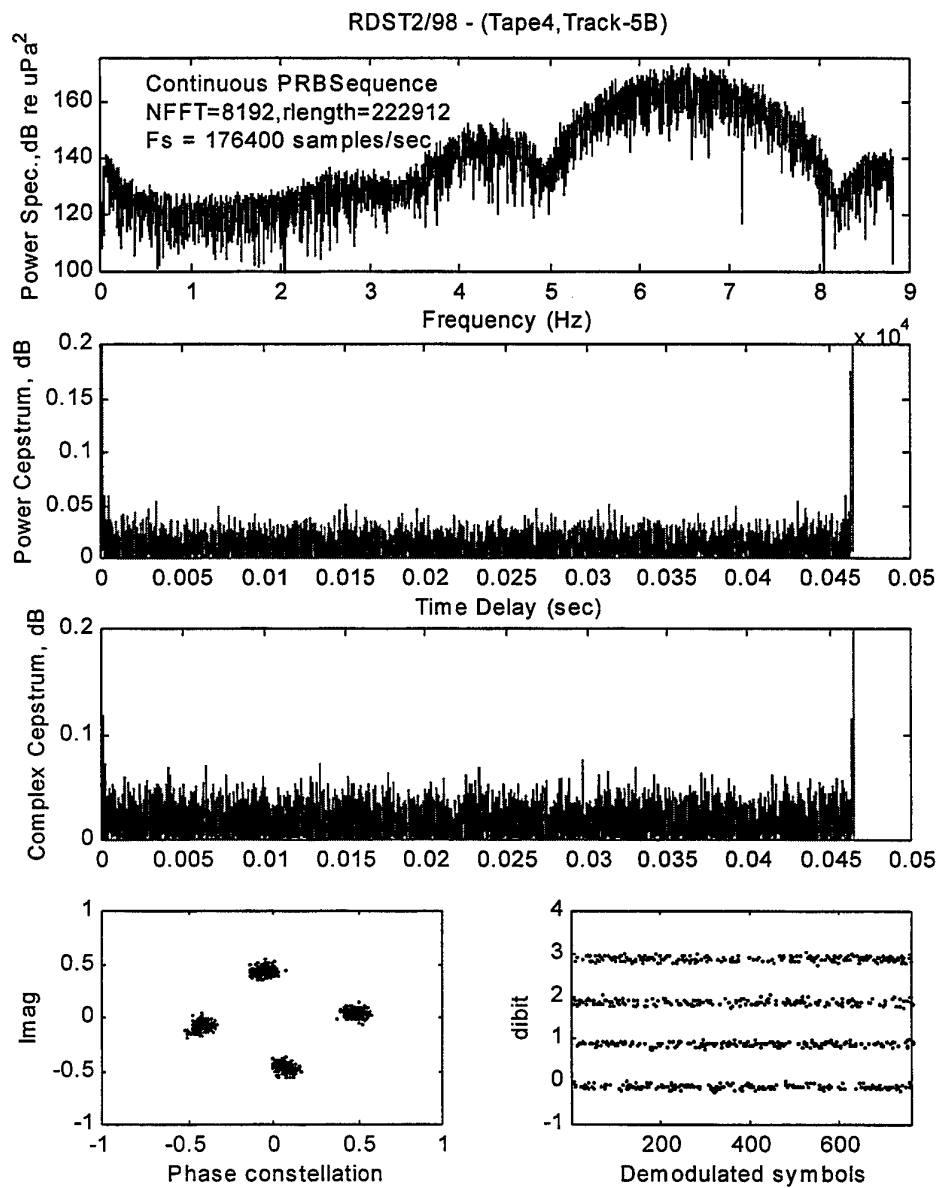 RDST2/98 - (Tape4,Track-5B)
Power Spec.,dB re uPa²
160
140
120
100
Continuous PRBSequence
NFFT=8192,rlength=222912
Fs = 176400 samples/sec
0 1 2 3 4 5 6 7 8 9
Frequency (Hz)
x 10⁴
Power Cepstrum, dB
0.2
0.15
0.1
0.05
0
0 0.005 0.01 0.015 0.02 0.025 0.03 0.035 0.04 0.045 0.05
Time Delay (sec)
Complex Cepstrum, dB
0.2
0.1
0
0 0.005 0.01 0.015 0.02 0.025 0.03 0.035 0.04 0.045 0.05
Imag
1
0.5
0
-0.5
-1
-1 -0.5 0 0.5 1
Phase constellation
dibit
4
3
2
1
0
-1
200 400 600
Demodulated symbols